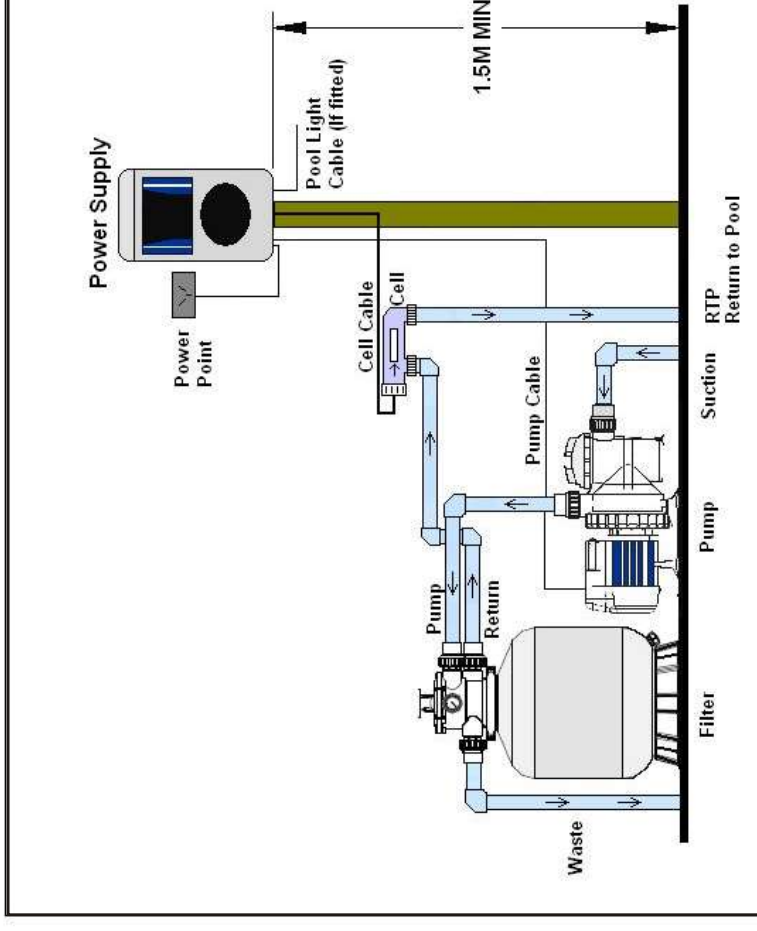 Power Supply
Power
Point
Pool Light
Cable (If fitted)
1.5M MIN
Cell Cable
Cell
Pump Cable
Pump
Return
Waste
Filter
Pump
Suction
RTP
Return to Pool